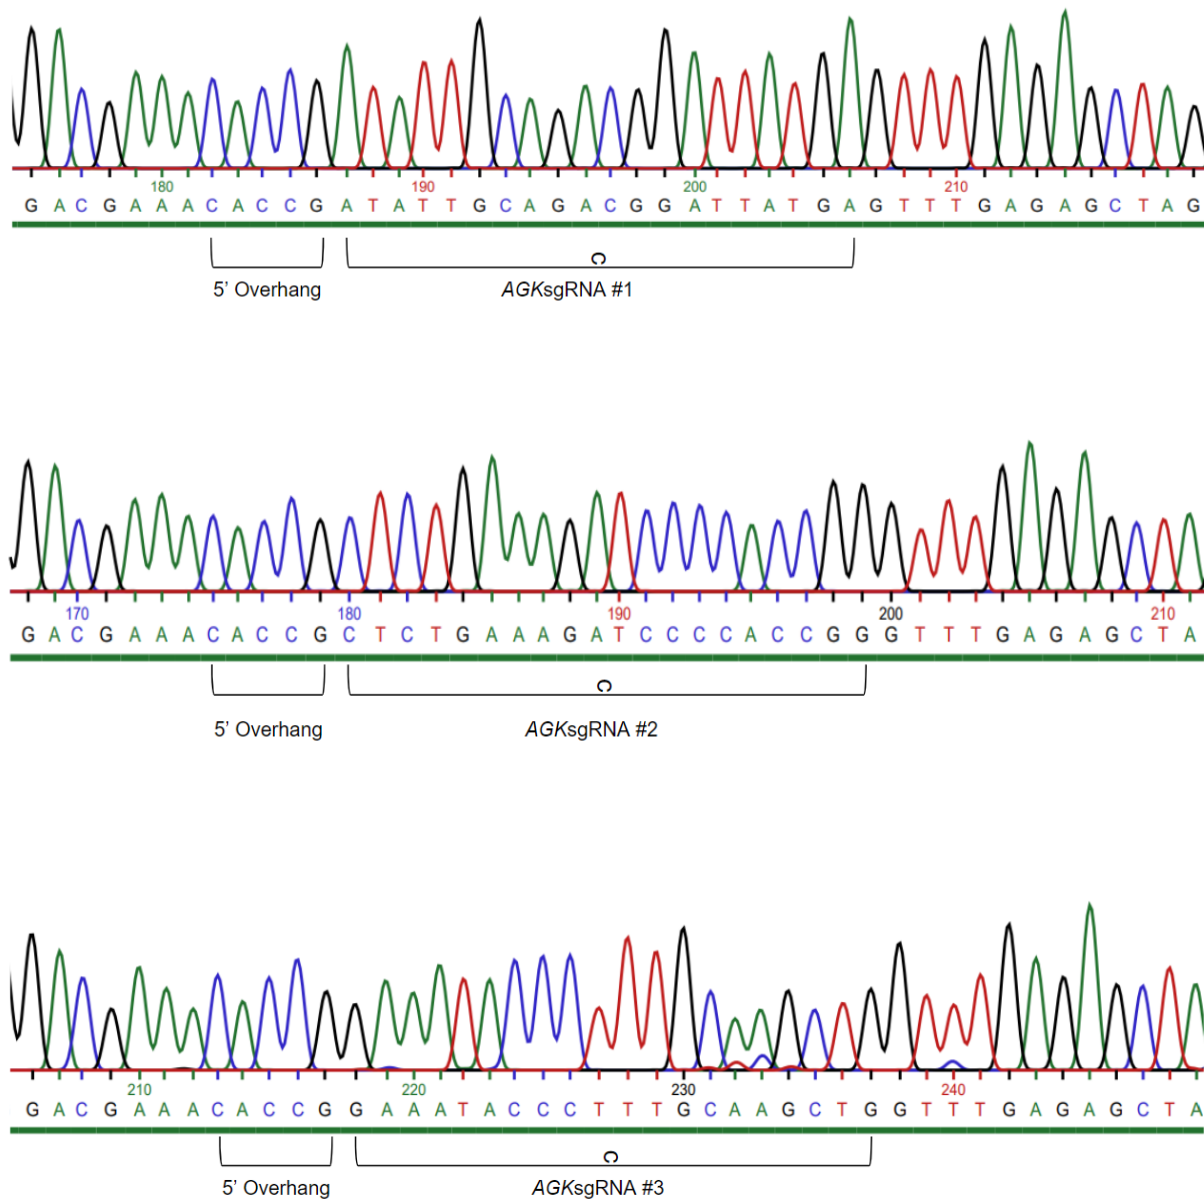 180 190 200 210
G A C G A A A C A C C G A T A T T G C A G A C G G A T T A T G A G T T T G A G A G C T A G
C
5’ Overhang AGKsgRNA #1
170 180 190 200 210
G A C G A A A C A C C G C T C T G A A A G A T C C C C A C C G G G T T T G A G A G C T A
C
5’ Overhang AGKsgRNA #2
210 220 230 240
G A C G A A A C A C C G G A A A T A C C C T T T G C A A G C T G G T T T G A G A G C T A
C
5’ Overhang AGKsgRNA #3